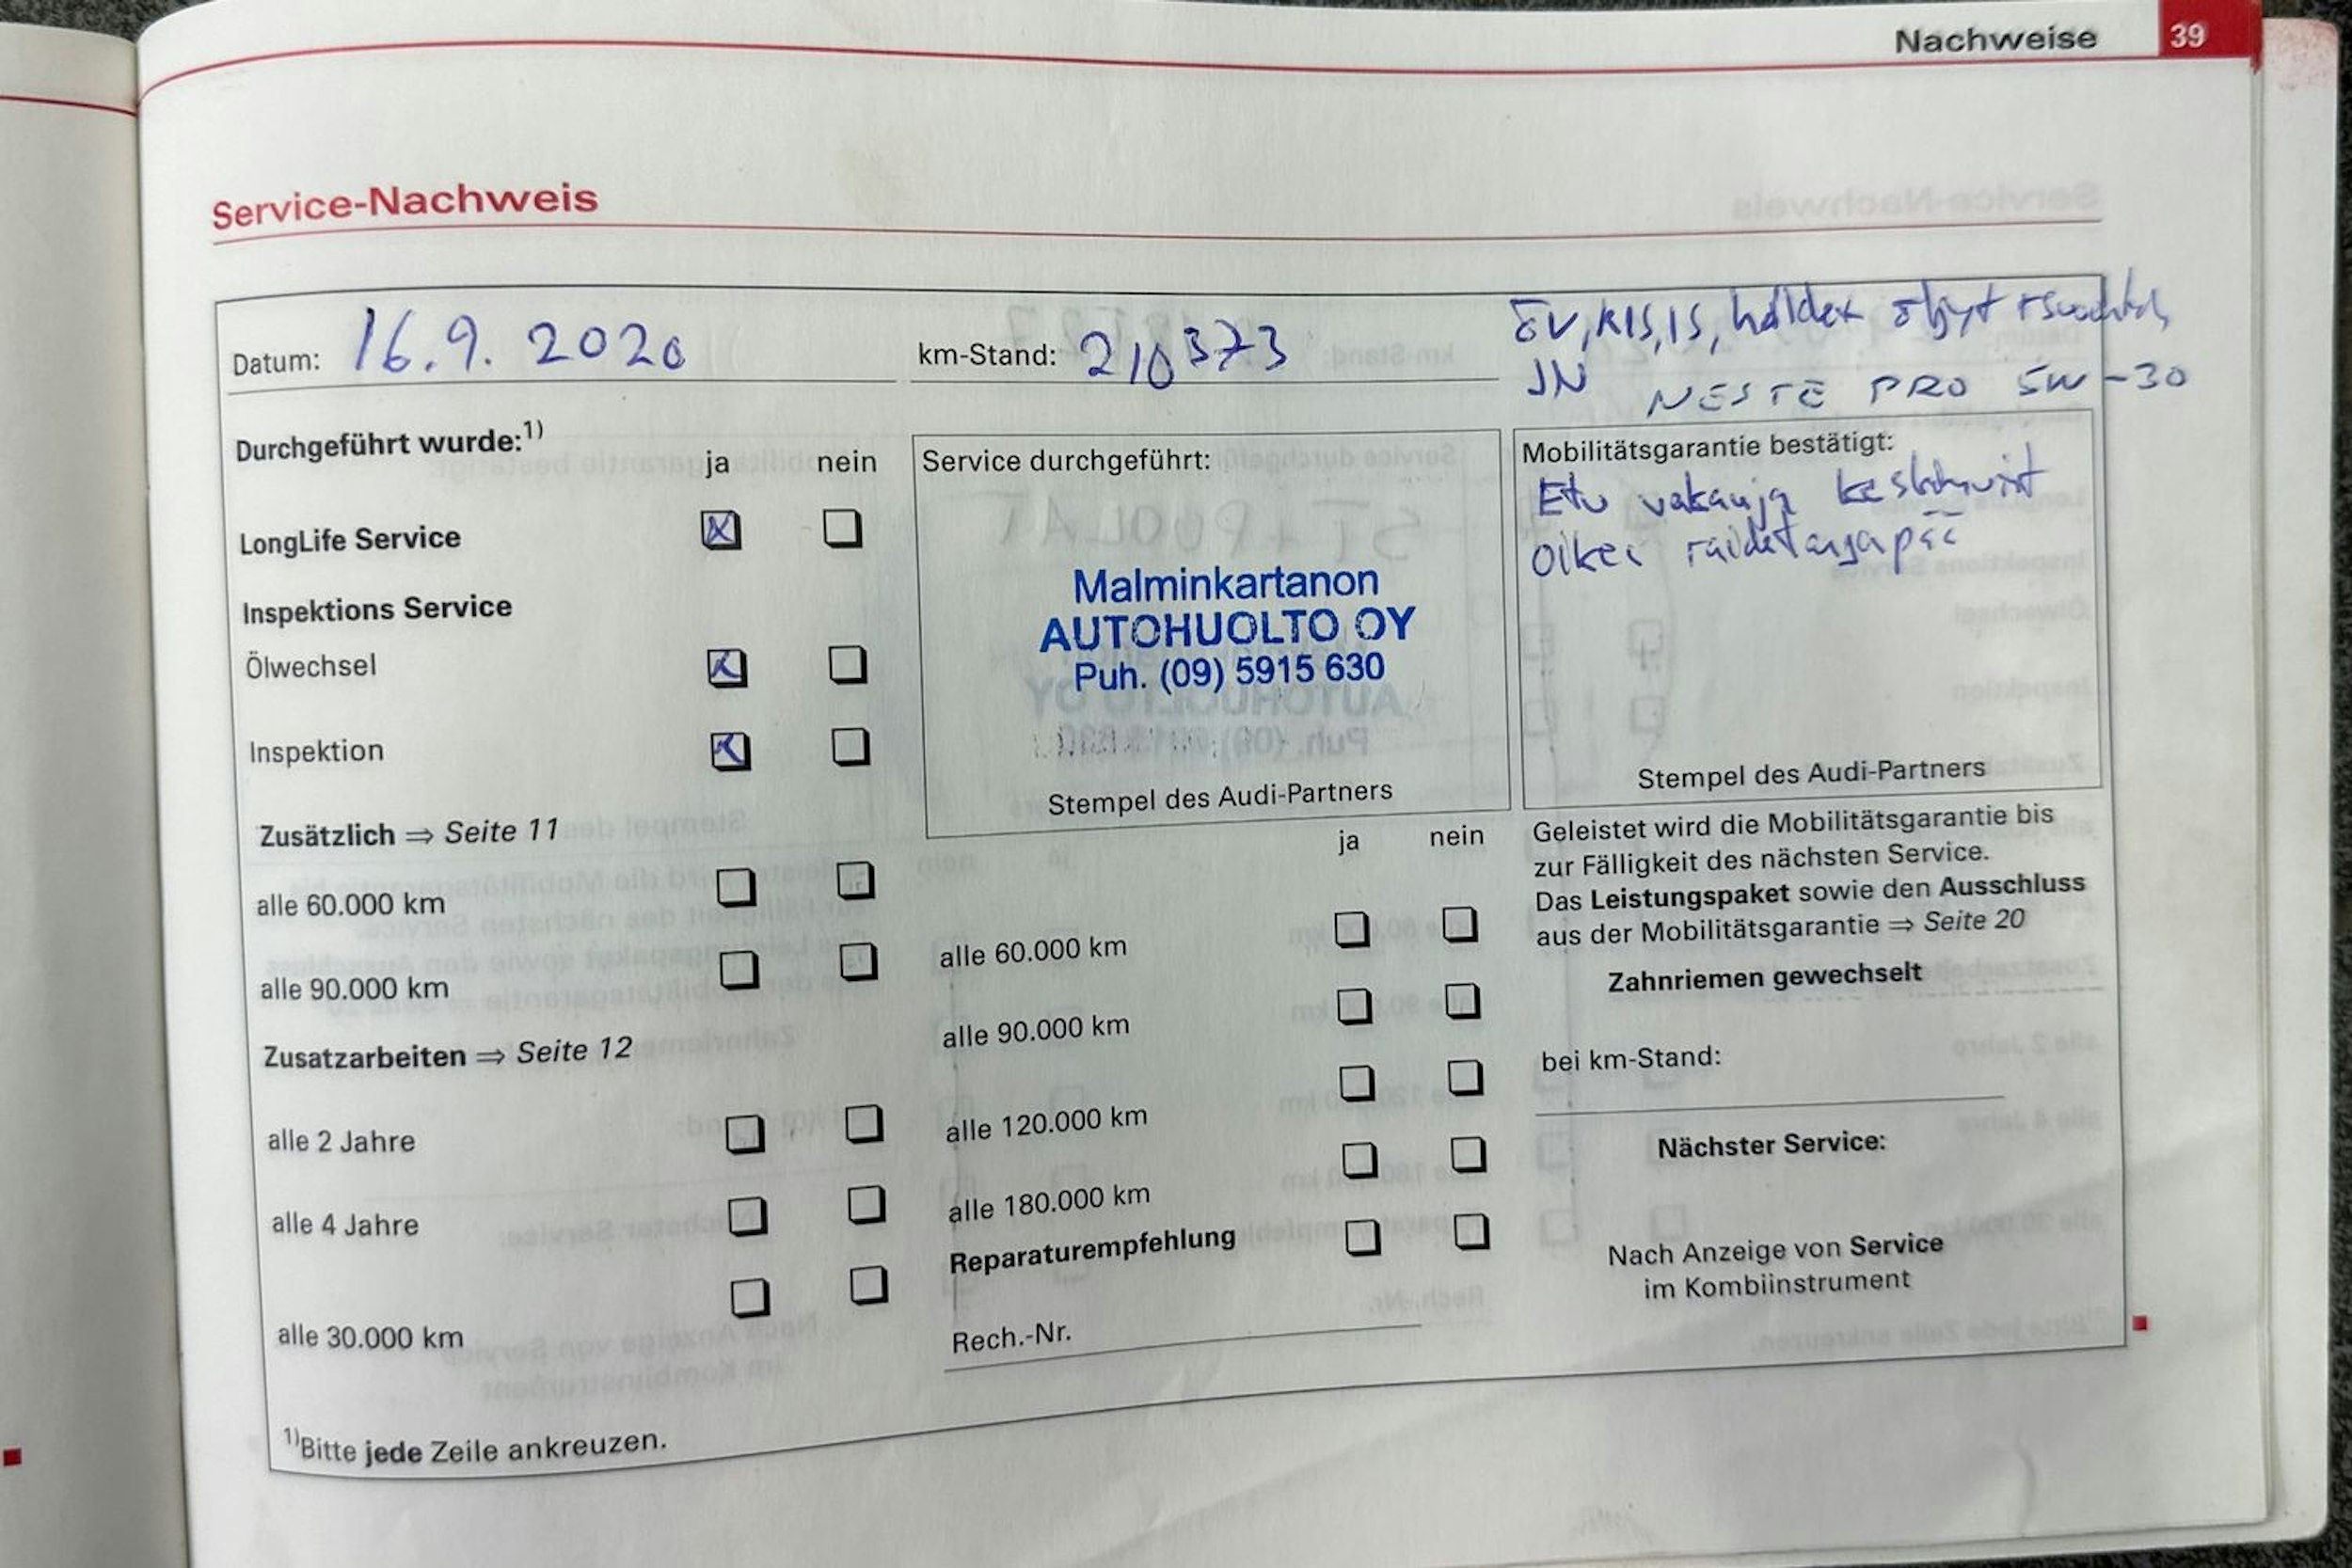 Nachweise 39
Service-Nachweis
Datum: 16.9.2020 km-Stand: 210373
ÖV, KIS, IS, haldex öljyt + suodatin,
JN NESTE PRO 5W-30
Durchgeführt wurde:1)
ja nein
LongLife Service
Inspektions Service
Ölwechsel
Inspektion
Zusätzlich ⇒ Seite 11
alle 60.000 km
alle 90.000 km
Zusatzarbeiten ⇒ Seite 12
alle 2 Jahre
alle 4 Jahre
alle 30.000 km
1)Bitte jede Zeile ankreuzen.
Service durchgeführt:
Malminkartanon
AUTOHUOLTO OY
Puh. (09) 5915 630
Stempel des Audi-Partners
ja nein
alle 60.000 km
alle 90.000 km
alle 120.000 km
alle 180.000 km
Reparaturempfehlung
Rech.-Nr.
Mobilitätsgarantie bestätigt:
Etu vakaaja
oikea raidetangapää
Stempel des Audi-Partners
Geleistet wird die Mobilitätsgarantie bis
zur Fälligkeit des nächsten Service.
Das Leistungspaket sowie den Ausschluss
aus der Mobilitätsgarantie ⇒ Seite 20
Zahnriemen gewechselt
bei km-Stand:
Nächster Service:
Nach Anzeige von Service
im Kombiinstrument